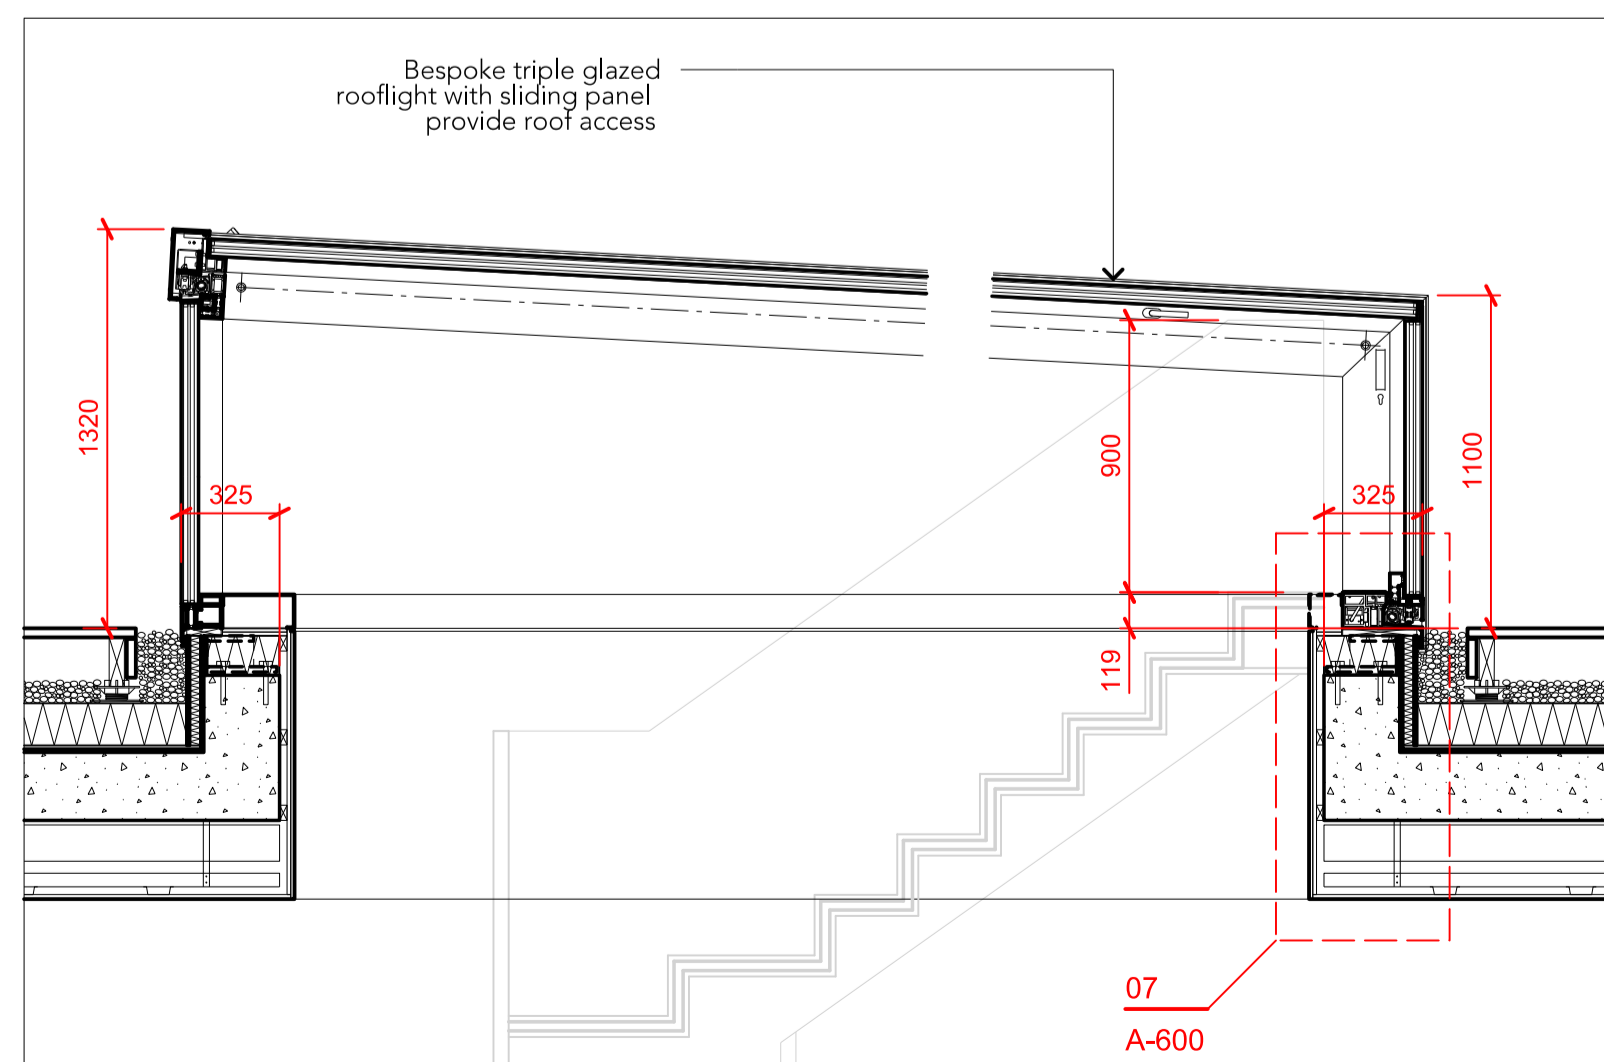 Bespoke triple glazed
rooflight with sliding panel
provide roof access
1320
325
900
325
1100
119
07
A-600